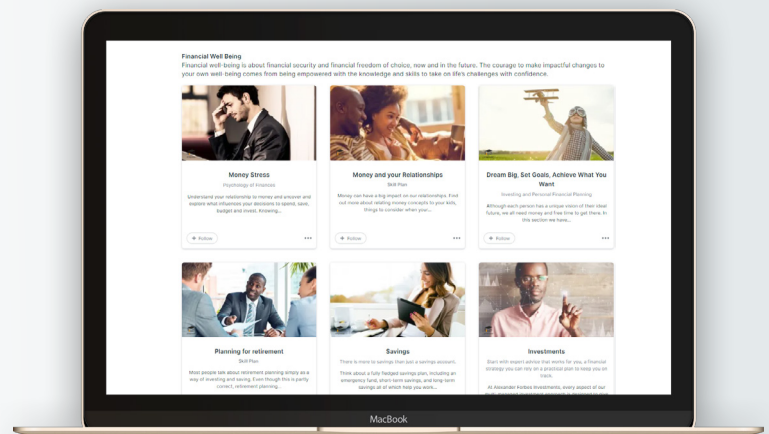 Financial Well Being
Financial well-being is about financial security and financial freedom of choice, now and in the future. The courage to make impactful changes to
your own well-being comes from being empowered with the knowledge and skills to take on life's challenges with confidence.
Money Stress
Psychology of Finances
Understand your relationship to money and uncover and
explore what influences your decisions to spend, save,
budget and invest. Knowing...
+ Follow
Money and your Relationships
Skill Plan
Money can have a big impact on our relationships. Find
out more about relating money concepts to your kids,
things to consider when your...
+ Follow
Dream Big, Set Goals, Achieve What You
Want
Investing and Personal Financial Planning
Although each person has a unique vision of their ideal
future, we all need money and free time to get there. In
this section we have...
+ Follow
Planning for retirement
Skill Plan
Most people talk about retirement planning simply as a
way of investing and saving. Even though this is partly
correct, retirement planning...
Savings
There is more to savings than just a savings account.
Think about a fully fledged savings plan, including an
emergency fund, short-term savings, and long-term
savings all of which help you work...
Investments
Start with expert advice that works for you, a financial
strategy you can rely on a practical plan to keep you on
track.
At Alexander Forbes Investments, every aspect of our
MacBook